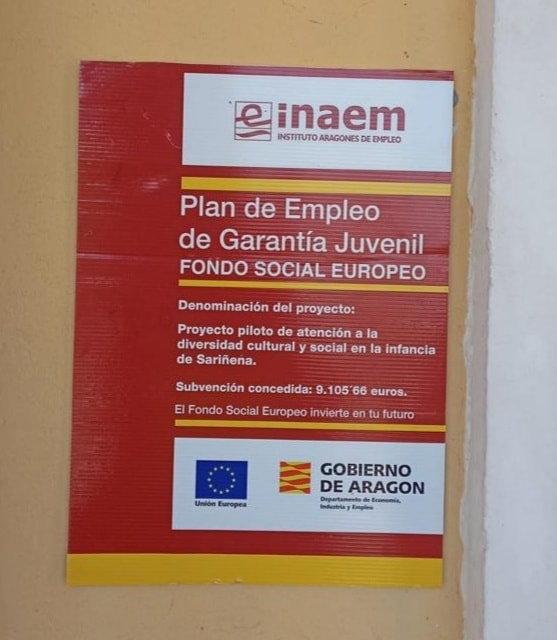 inaem
INSTITUTO ARAGONES DE EMPLEO
Plan de Empleo
de Garantía Juvenil
FONDO SOCIAL EUROPEO
Denominación del proyecto:
Proyecto piloto de atención a la
diversidad cultural y social en la infancia
de Sariñena.
Subvención concedida: 9.105´66 euros.
El Fondo Social Europeo invierte en tu futuro
Unión Europea
GOBIERNO
DE ARAGON
Departamento de Economía,
Industria y Empleo